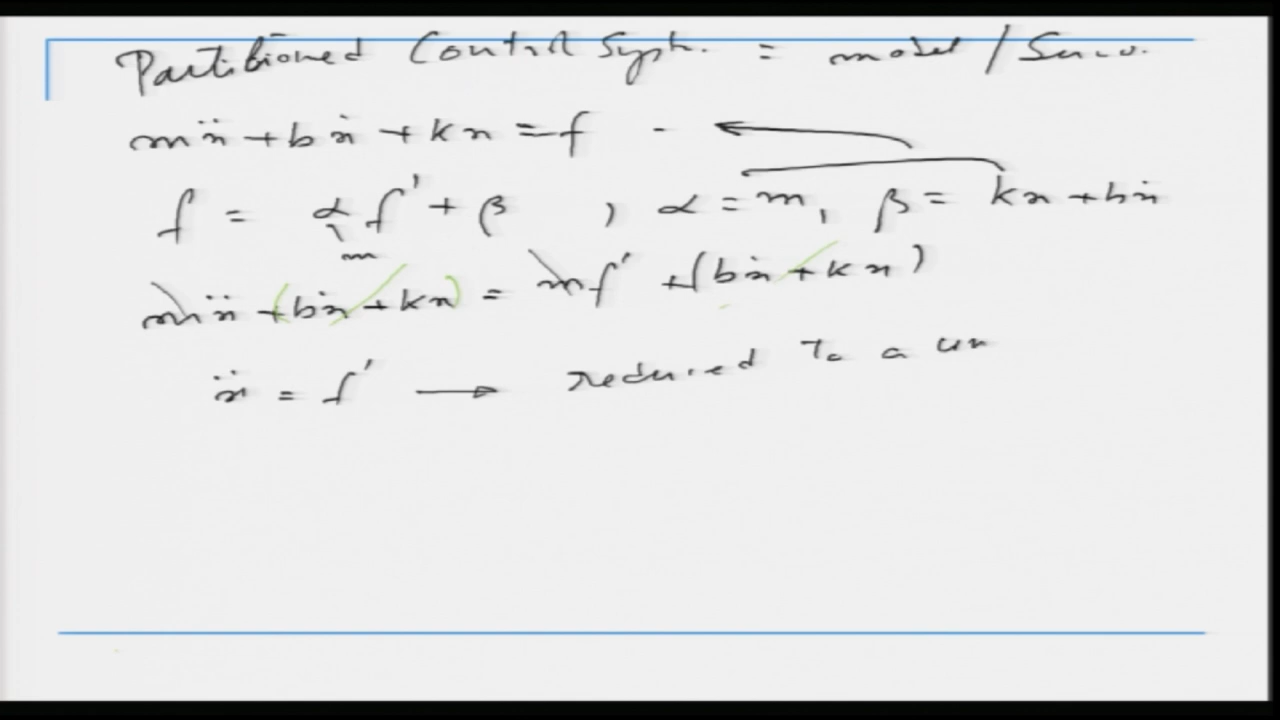 Partitioned Control Syst. = model / Servo.
mẍ + bẋ + kx = f -
f = αf' + β , α = m, β = kx + bẋ
m
mẍ + (bẋ + kx) = mf' + (bẋ + kx)
ẍ = f' → reduced To a un